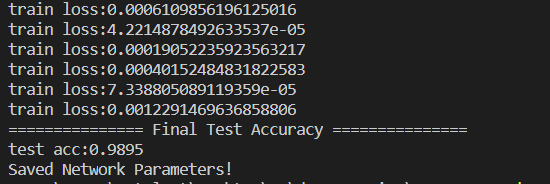 train loss:0.0006109856196125016
train loss:4.2214878492633537e-05
train loss:0.00019052235923563217
train loss:0.00040152484831822583
train loss:7.338805089119359e-05
train loss:0.0012291469636858806
=============== Final Test Accuracy ===============
test acc:0.9895
Saved Network Parameters!